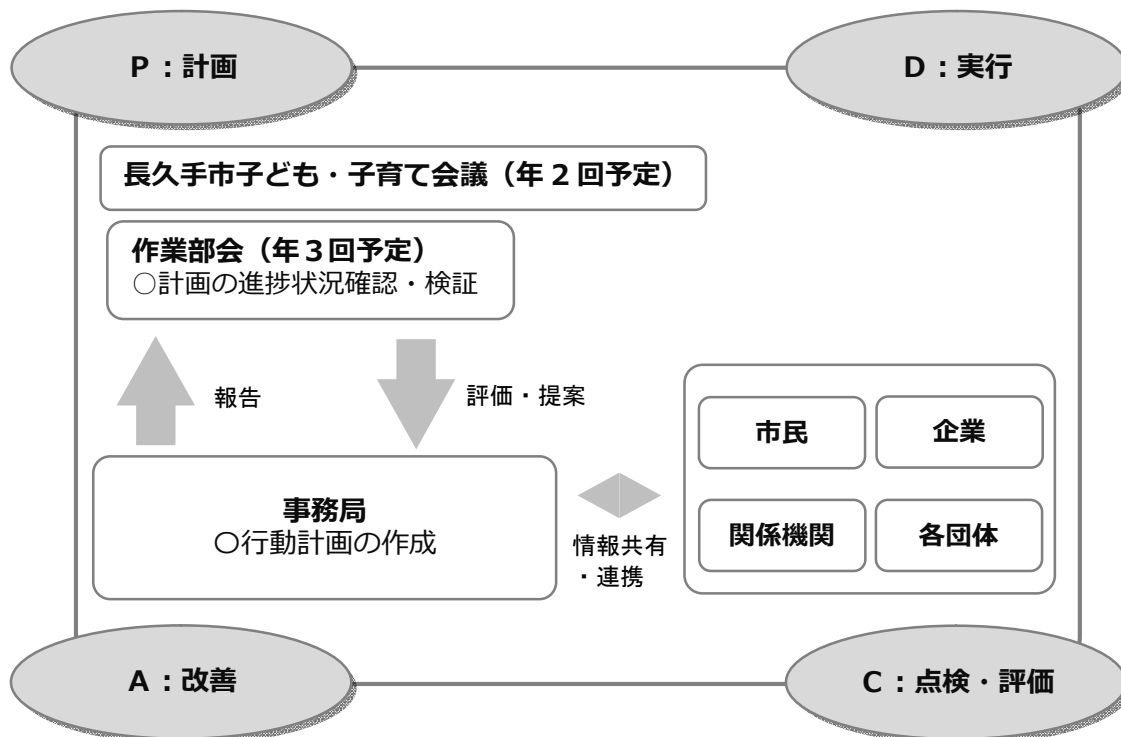 P：計画
D：実行
長久手市子ども・子育て会議（年２回予定）
作業部会（年３回予定）
○計画の進捗状況確認・検証
報告
評価・提案
市民
企業
事務局
○行動計画の作成
情報共有
・連携
関係機関
各団体
A：改善
C：点検・評価